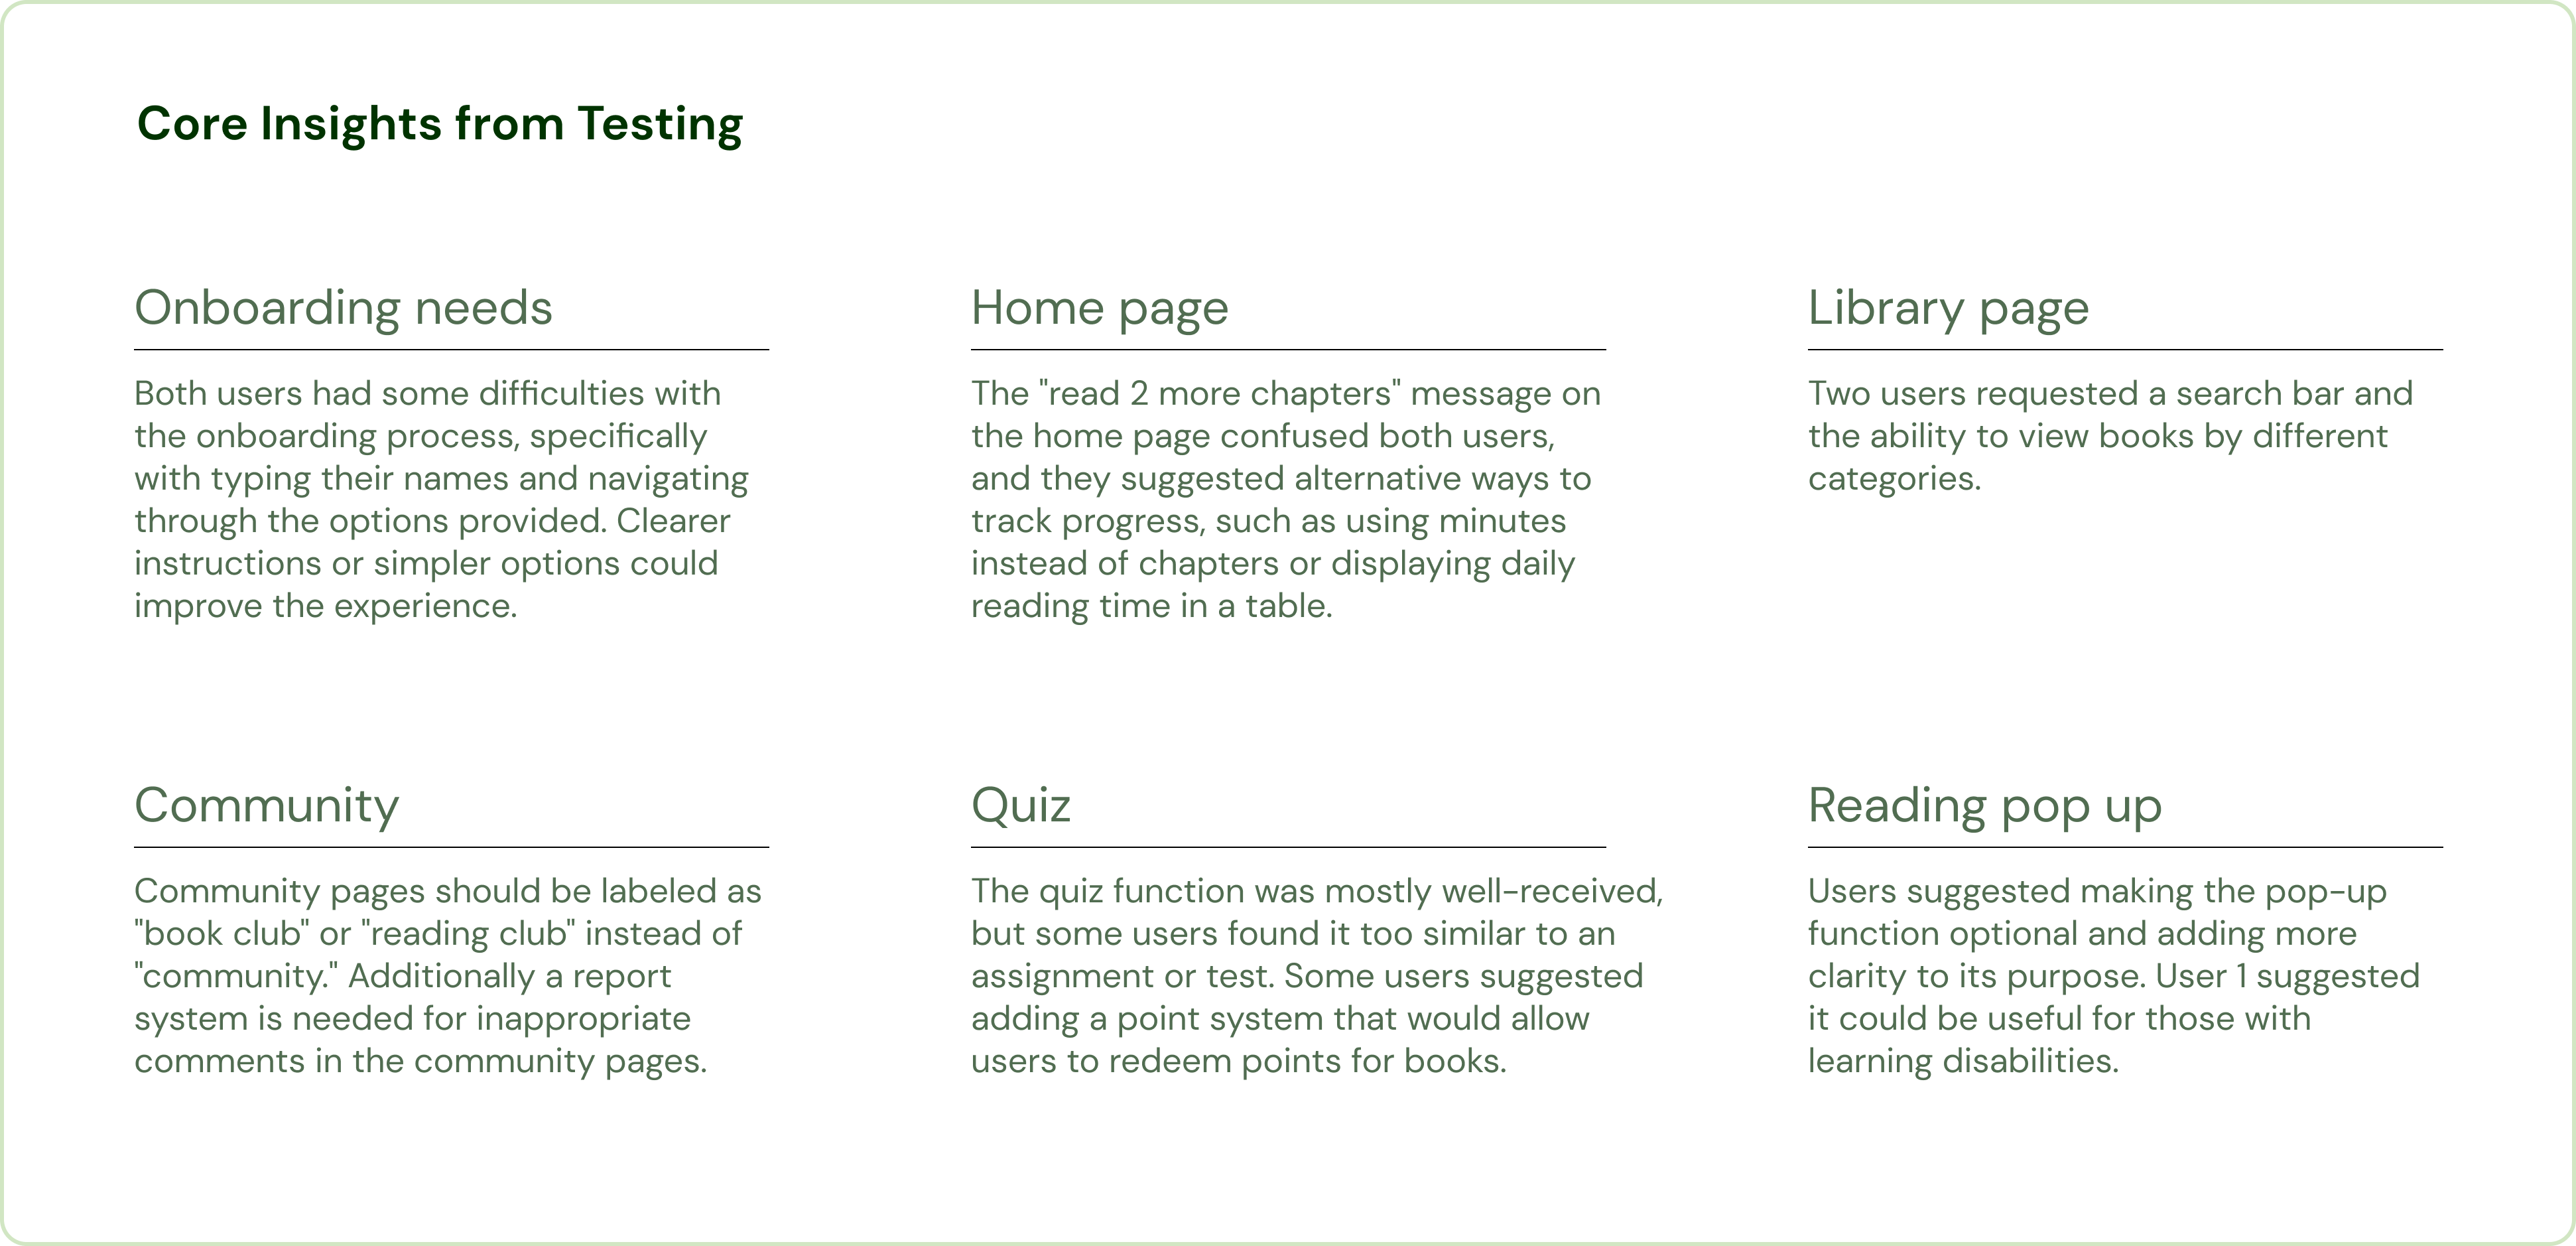 Core Insights from Testing
Onboarding needs
Both users had some difficulties with
the onboarding process, specifically
with typing their names and navigating
through the options provided. Clearer
instructions or simpler options could
improve the experience.
Home page
The "read 2 more chapters" message on
the home page confused both users,
and they suggested alternative ways to
track progress, such as using minutes
instead of chapters or displaying daily
reading time in a table.
Library page
Two users requested a search bar and
the ability to view books by different
categories.
Community
Community pages should be labeled as
"book club" or "reading club" instead of
"community." Additionally a report
system is needed for inappropriate
comments in the community pages.
Quiz
The quiz function was mostly well-received,
but some users found it too similar to an
assignment or test. Some users suggested
adding a point system that would allow
users to redeem points for books.
Reading pop up
Users suggested making the pop-up
function optional and adding more
clarity to its purpose. User 1 suggested
it could be useful for those with
learning disabilities.